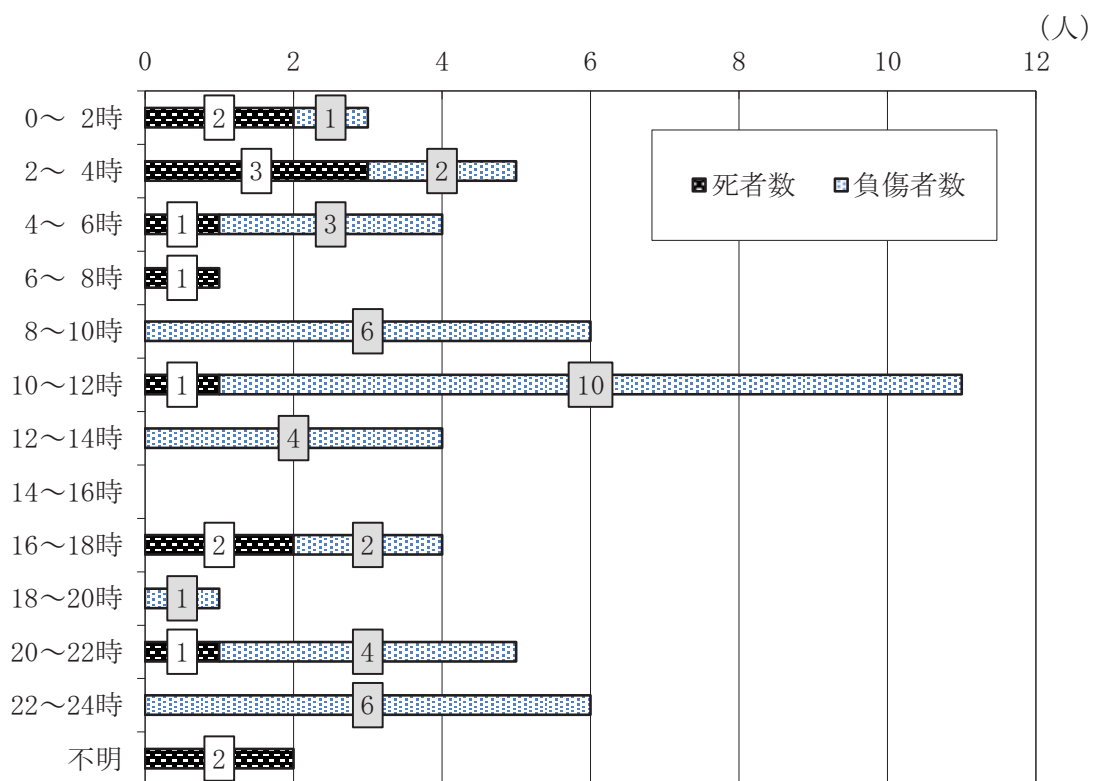 (人)
0 2 4 6 8 10 12
■死者数 ■負傷者数
0～ 2時 2 1
2～ 4時 3 2
4～ 6時 1 3
6～ 8時 1
8～10時 6
10～12時 1 10
12～14時 4
14～16時
16～18時 2 2
18～20時 1
20～22時 1 4
22～24時 6
不明 2